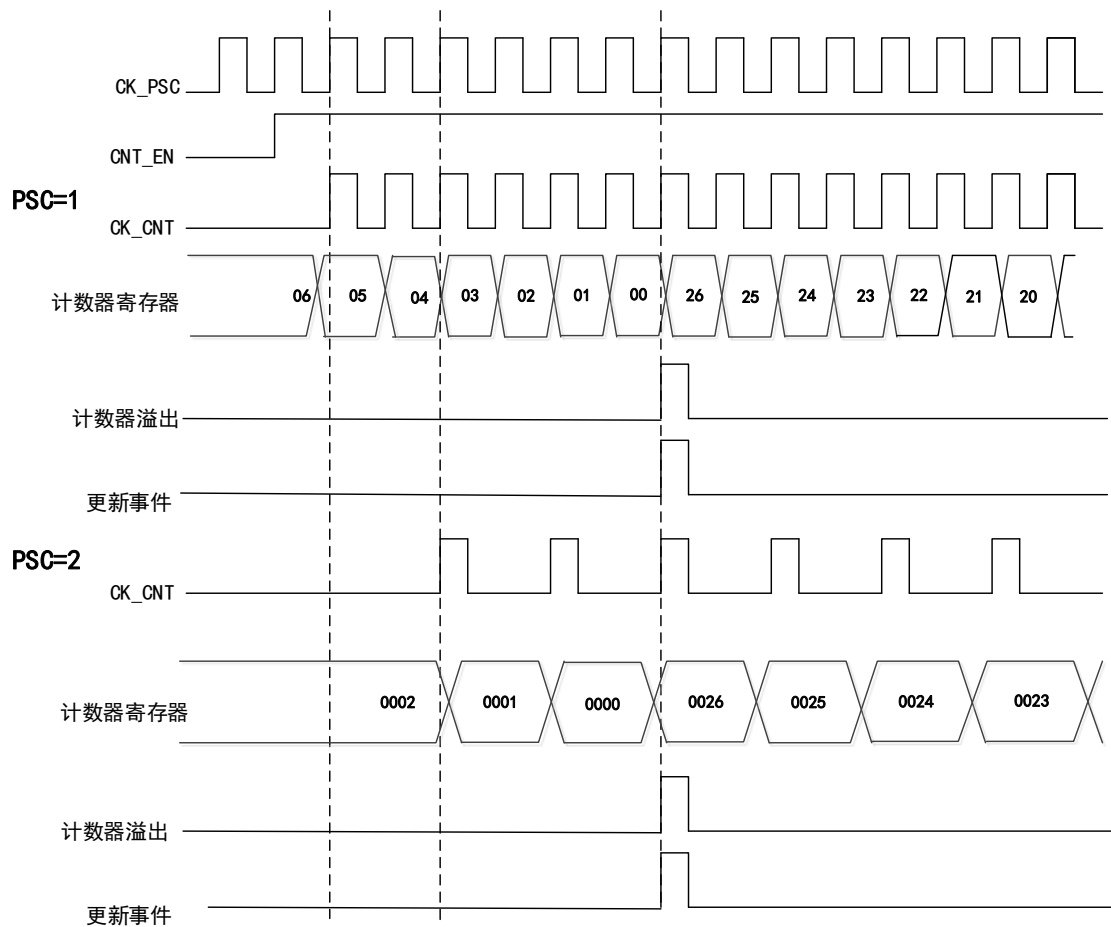 CK_PSC
CNT_EN
PSC=1
CK_CNT
计数器寄存器 06 05 04 03 02 01 00 26 25 24 23 22 21 20
计数器溢出
更新事件
PSC=2
CK_CNT
计数器寄存器 0002 0001 0000 0026 0025 0024 0023
计数器溢出
更新事件